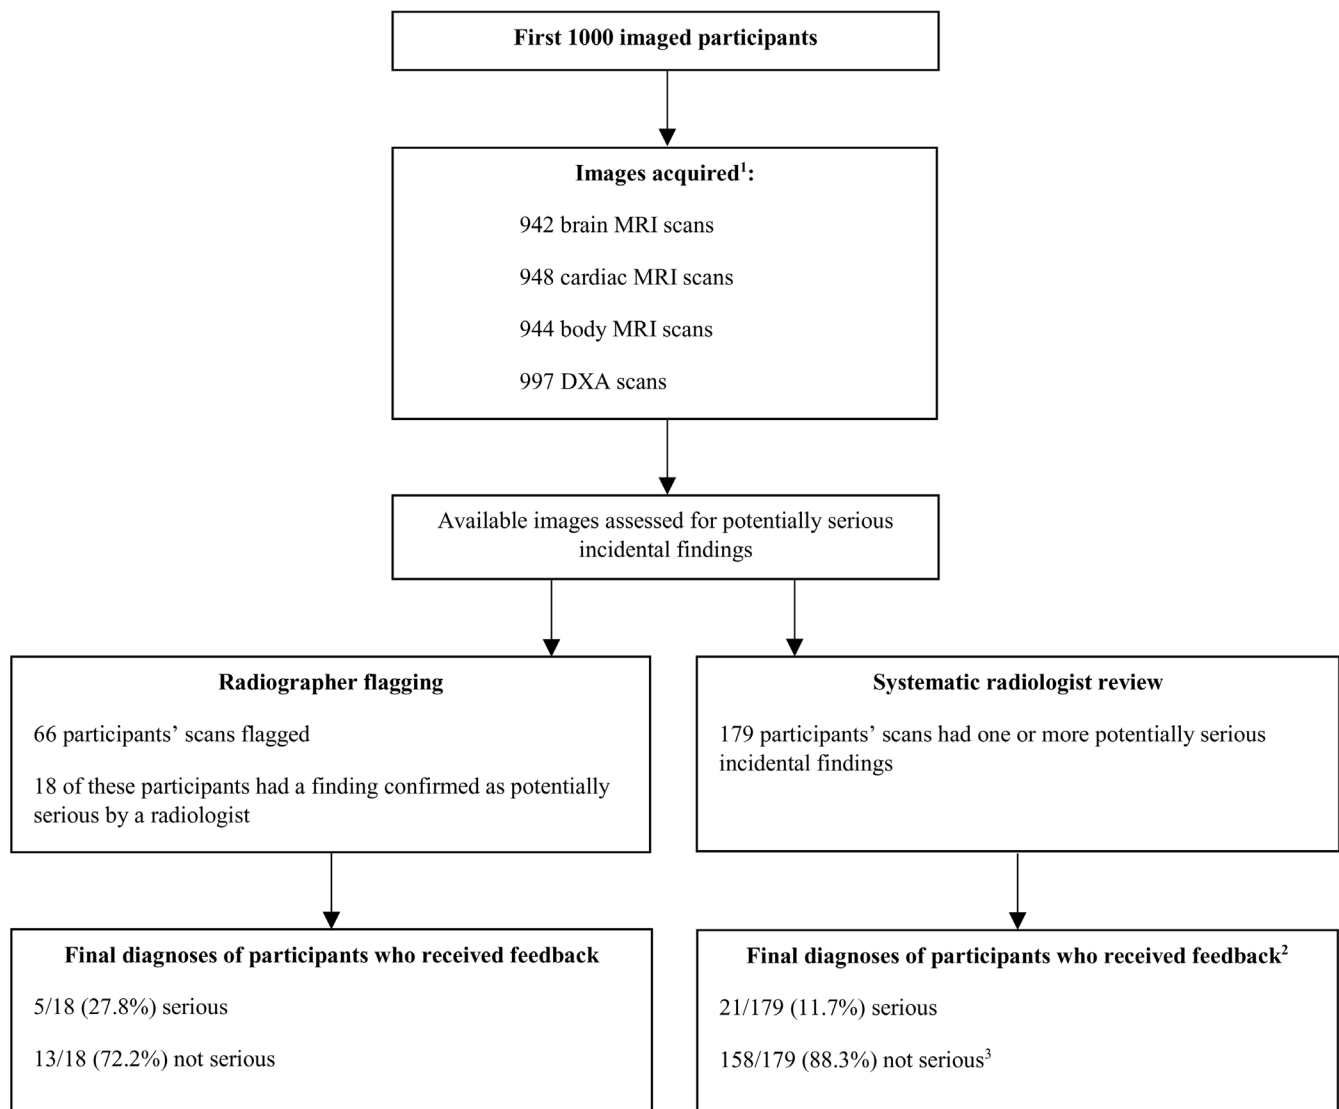 First 1000 imaged participants
Images acquired¹:
942 brain MRI scans
948 cardiac MRI scans
944 body MRI scans
997 DXA scans
Available images assessed for potentially serious
incidental findings
Radiographer flagging
66 participants’ scans flagged
18 of these participants had a finding confirmed as potentially
serious by a radiologist
Systematic radiologist review
179 participants’ scans had one or more potentially serious
incidental findings
Final diagnoses of participants who received feedback
5/18 (27.8%) serious
13/18 (72.2%) not serious
Final diagnoses of participants who received feedback²
21/179 (11.7%) serious
158/179 (88.3%) not serious³